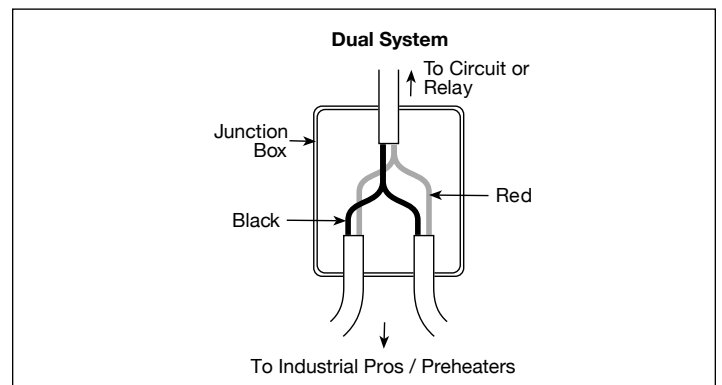 Dual System
To Circuit or
Relay
Junction
Box
Red
Black
To Industrial Pros / Preheaters